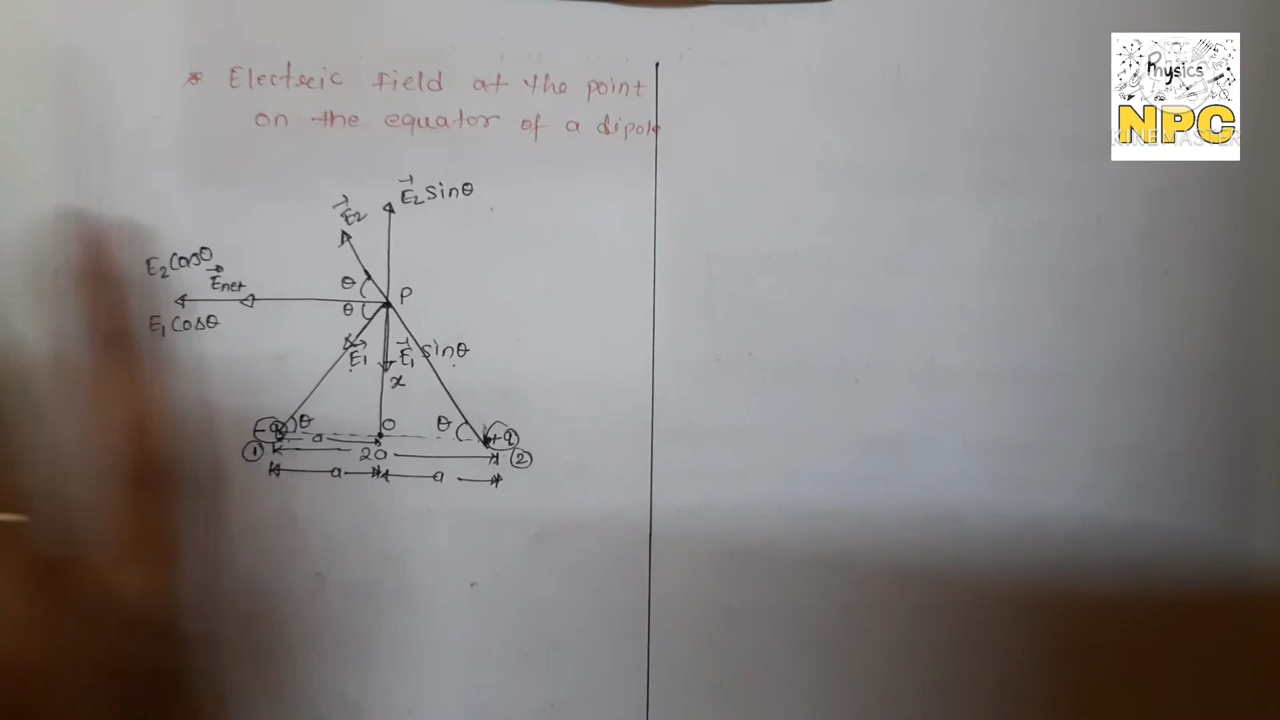 * Electric field at the point
on the equator of a dipole
Physics
NPC
KINEMASTER
E₂ sinθ
E₂
E₂ cosθ
Enet
θ
P
θ
E₁ cosθ
E₁
E₁ sinθ
x
-q
θ
O
θ
+q
a
① 2a ②
a a